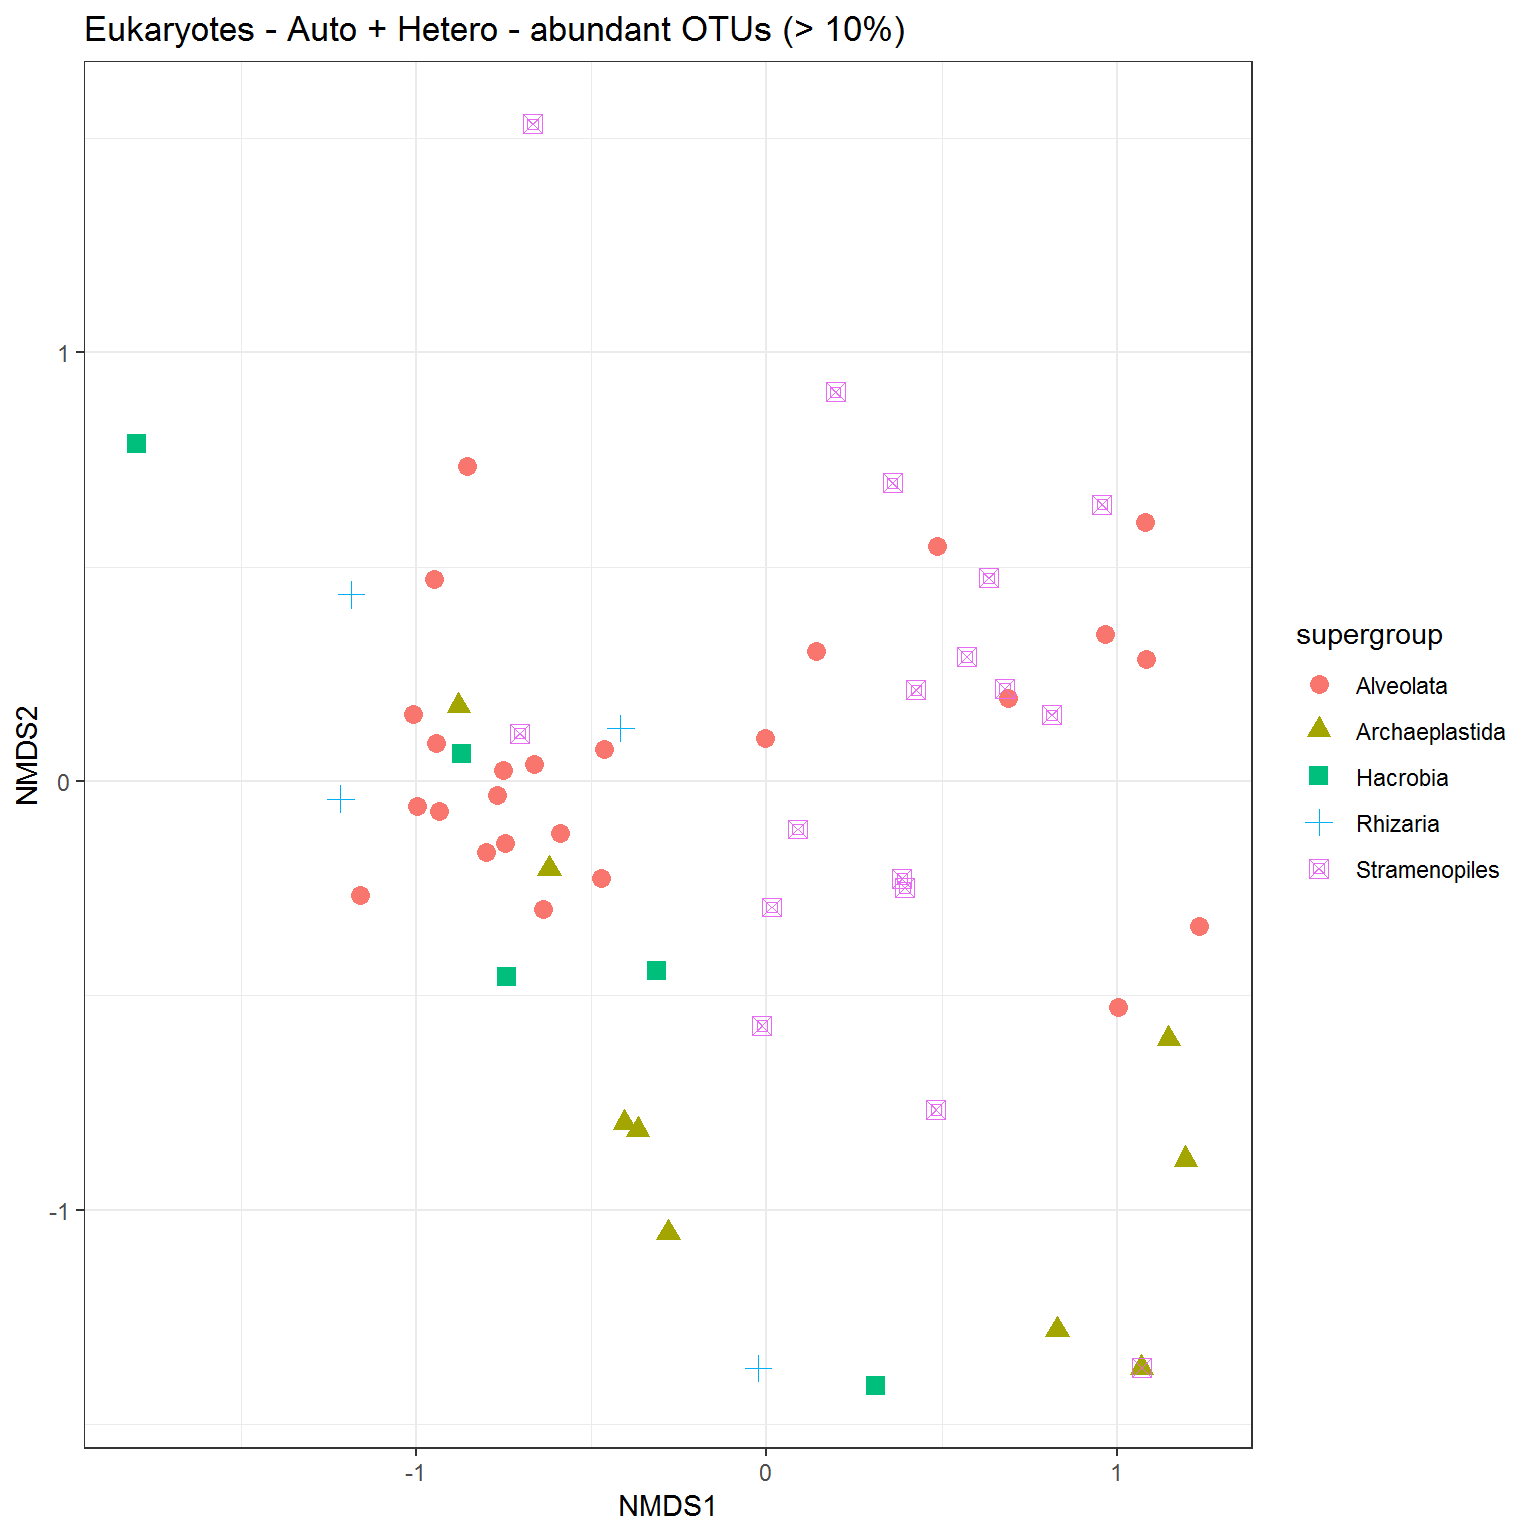 Eukaryotes - Auto + Hetero - abundant OTUs (> 10%)
1
0
-1
NMDS2
-1
0
1
NMDS1
supergroup
Alveolata
Archaeplastida
Hacrobia
Rhizaria
Stramenopiles